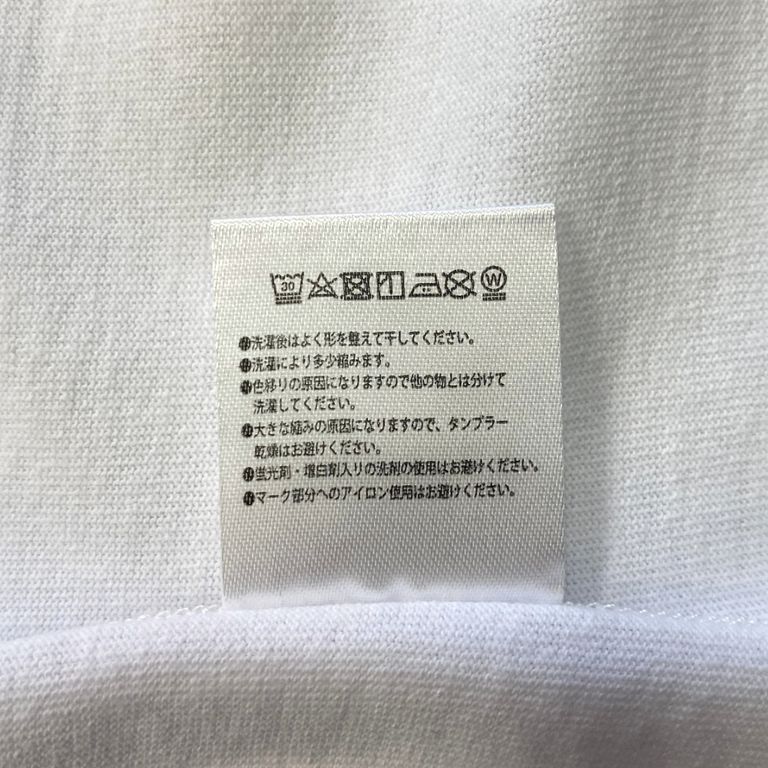 30
W
●洗濯後はよく形を整えて干してください。
●洗濯により多少縮みます。
●色移りの原因になりますので他の物とは分けて
洗濯してください。
●大きな縮みの原因になりますので、タンブラー
乾燥はお避けください。
●蛍光剤・増白剤入りの洗剤の使用はお避けください。
●マーク部分へのアイロン使用はお避けください。